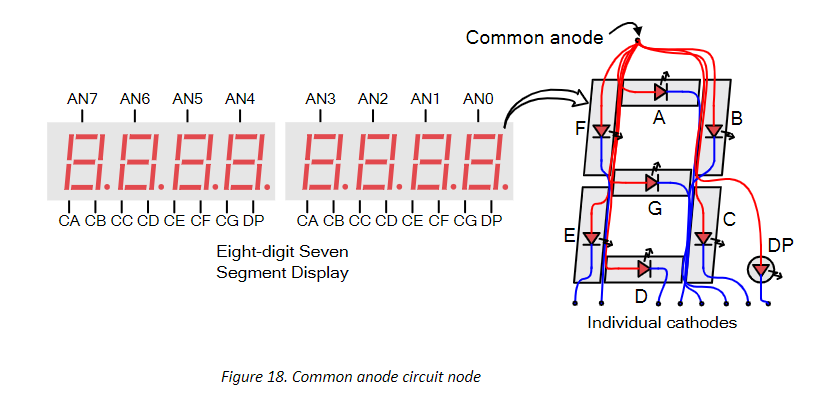 Common anode
AN7 AN6 AN5 AN4 AN3 AN2 AN1 AN0
A
F
B
G
E
C
D
DP
CA CB CC CD CE CF CG DP CA CB CC CD CE CF CG DP
Eight-digit Seven
Segment Display
Individual cathodes
Figure 18. Common anode circuit node